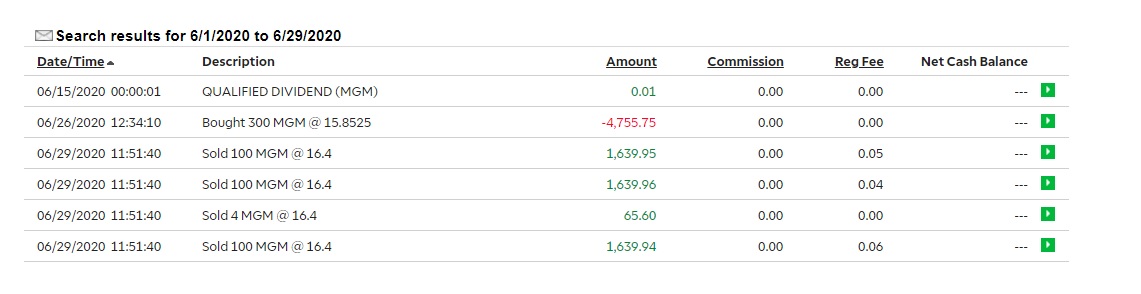 Search results for 6/1/2020 to 6/29/2020
Date/Time Description Amount Commission Reg Fee Net Cash Balance
06/15/2020 00:00:01 QUALIFIED DIVIDEND (MGM) 0.01 0.00 0.00 ---
06/26/2020 12:34:10 Bought 300 MGM @ 15.8525 -4,755.75 0.00 0.00 ---
06/29/2020 11:51:40 Sold 100 MGM @ 16.4 1,639.95 0.00 0.05 ---
06/29/2020 11:51:40 Sold 100 MGM @ 16.4 1,639.96 0.00 0.04 ---
06/29/2020 11:51:40 Sold 4 MGM @ 16.4 65.60 0.00 0.00 ---
06/29/2020 11:51:40 Sold 100 MGM @ 16.4 1,639.94 0.00 0.06 ---